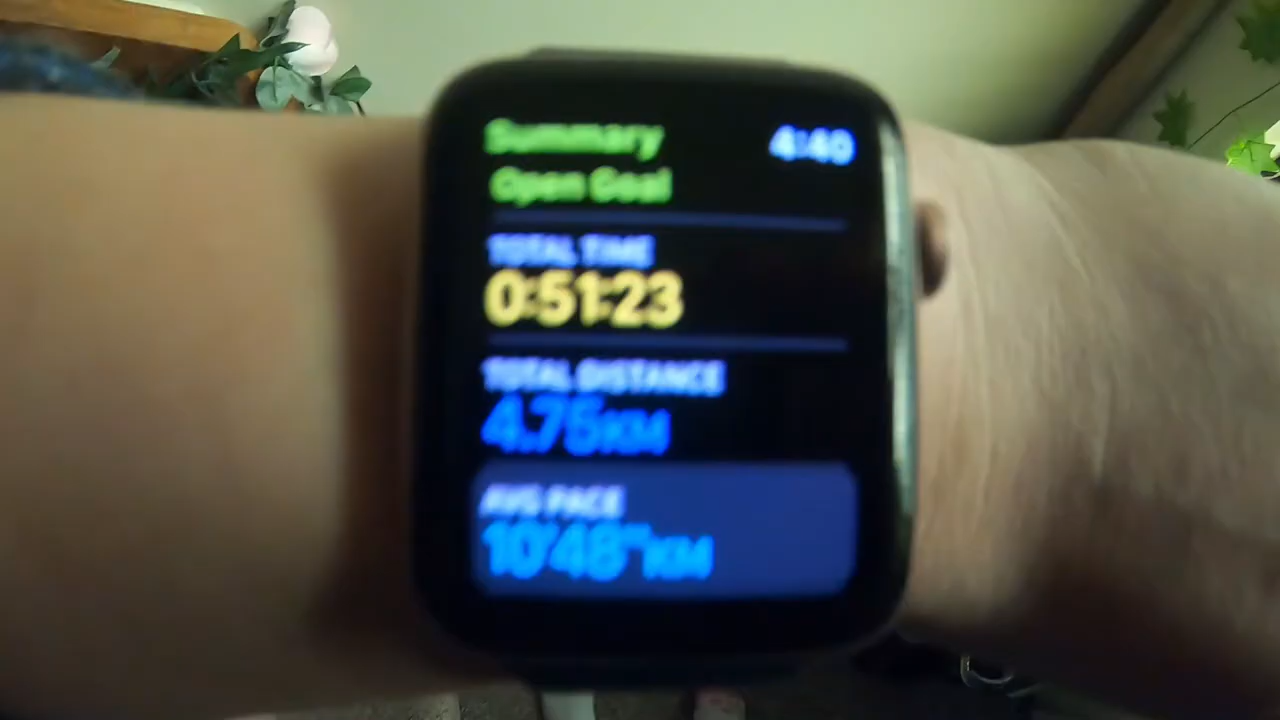 Summary
4:40
Open Goal
TOTAL TIME
0:51:23
TOTAL DISTANCE
4.75KM
AVG PACE
10'48"KM